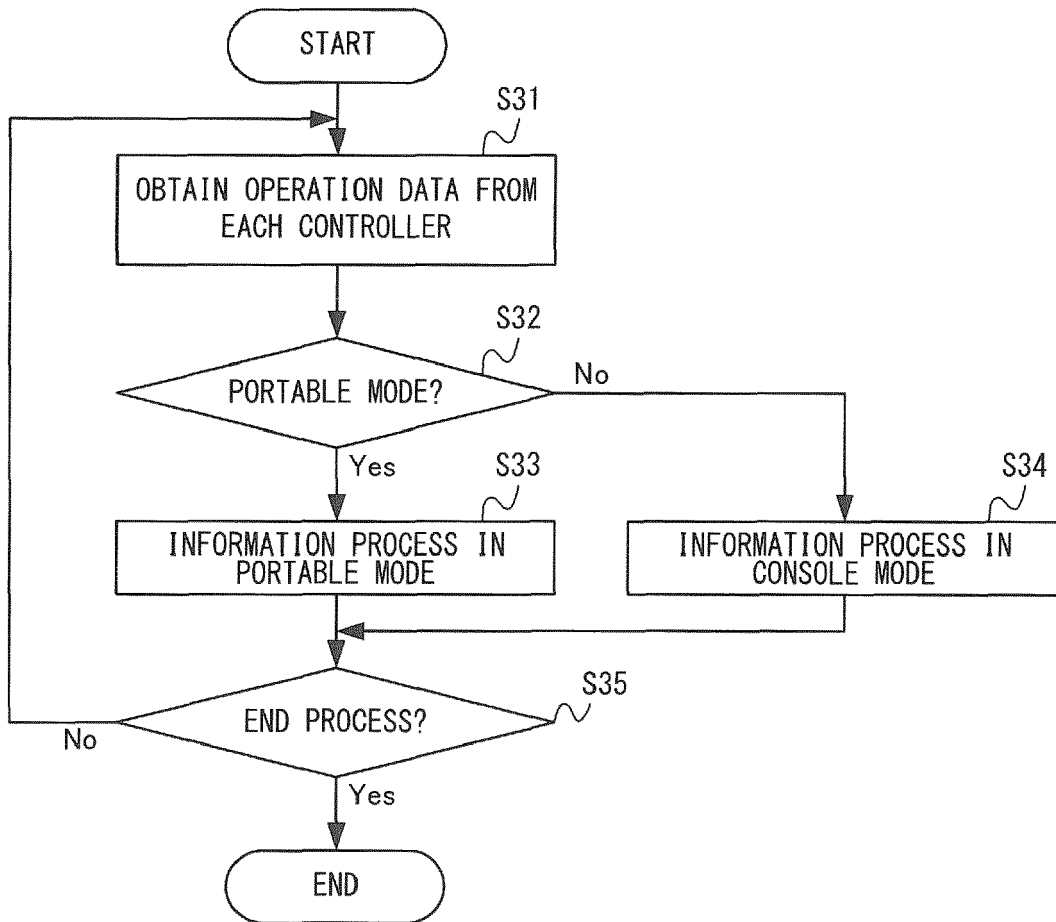 START
S31
OBTAIN OPERATION DATA FROM
EACH CONTROLLER
S32
PORTABLE MODE?
No
Yes
S33
INFORMATION PROCESS IN
PORTABLE MODE
S34
INFORMATION PROCESS IN
CONSOLE MODE
S35
END PROCESS?
No
Yes
END